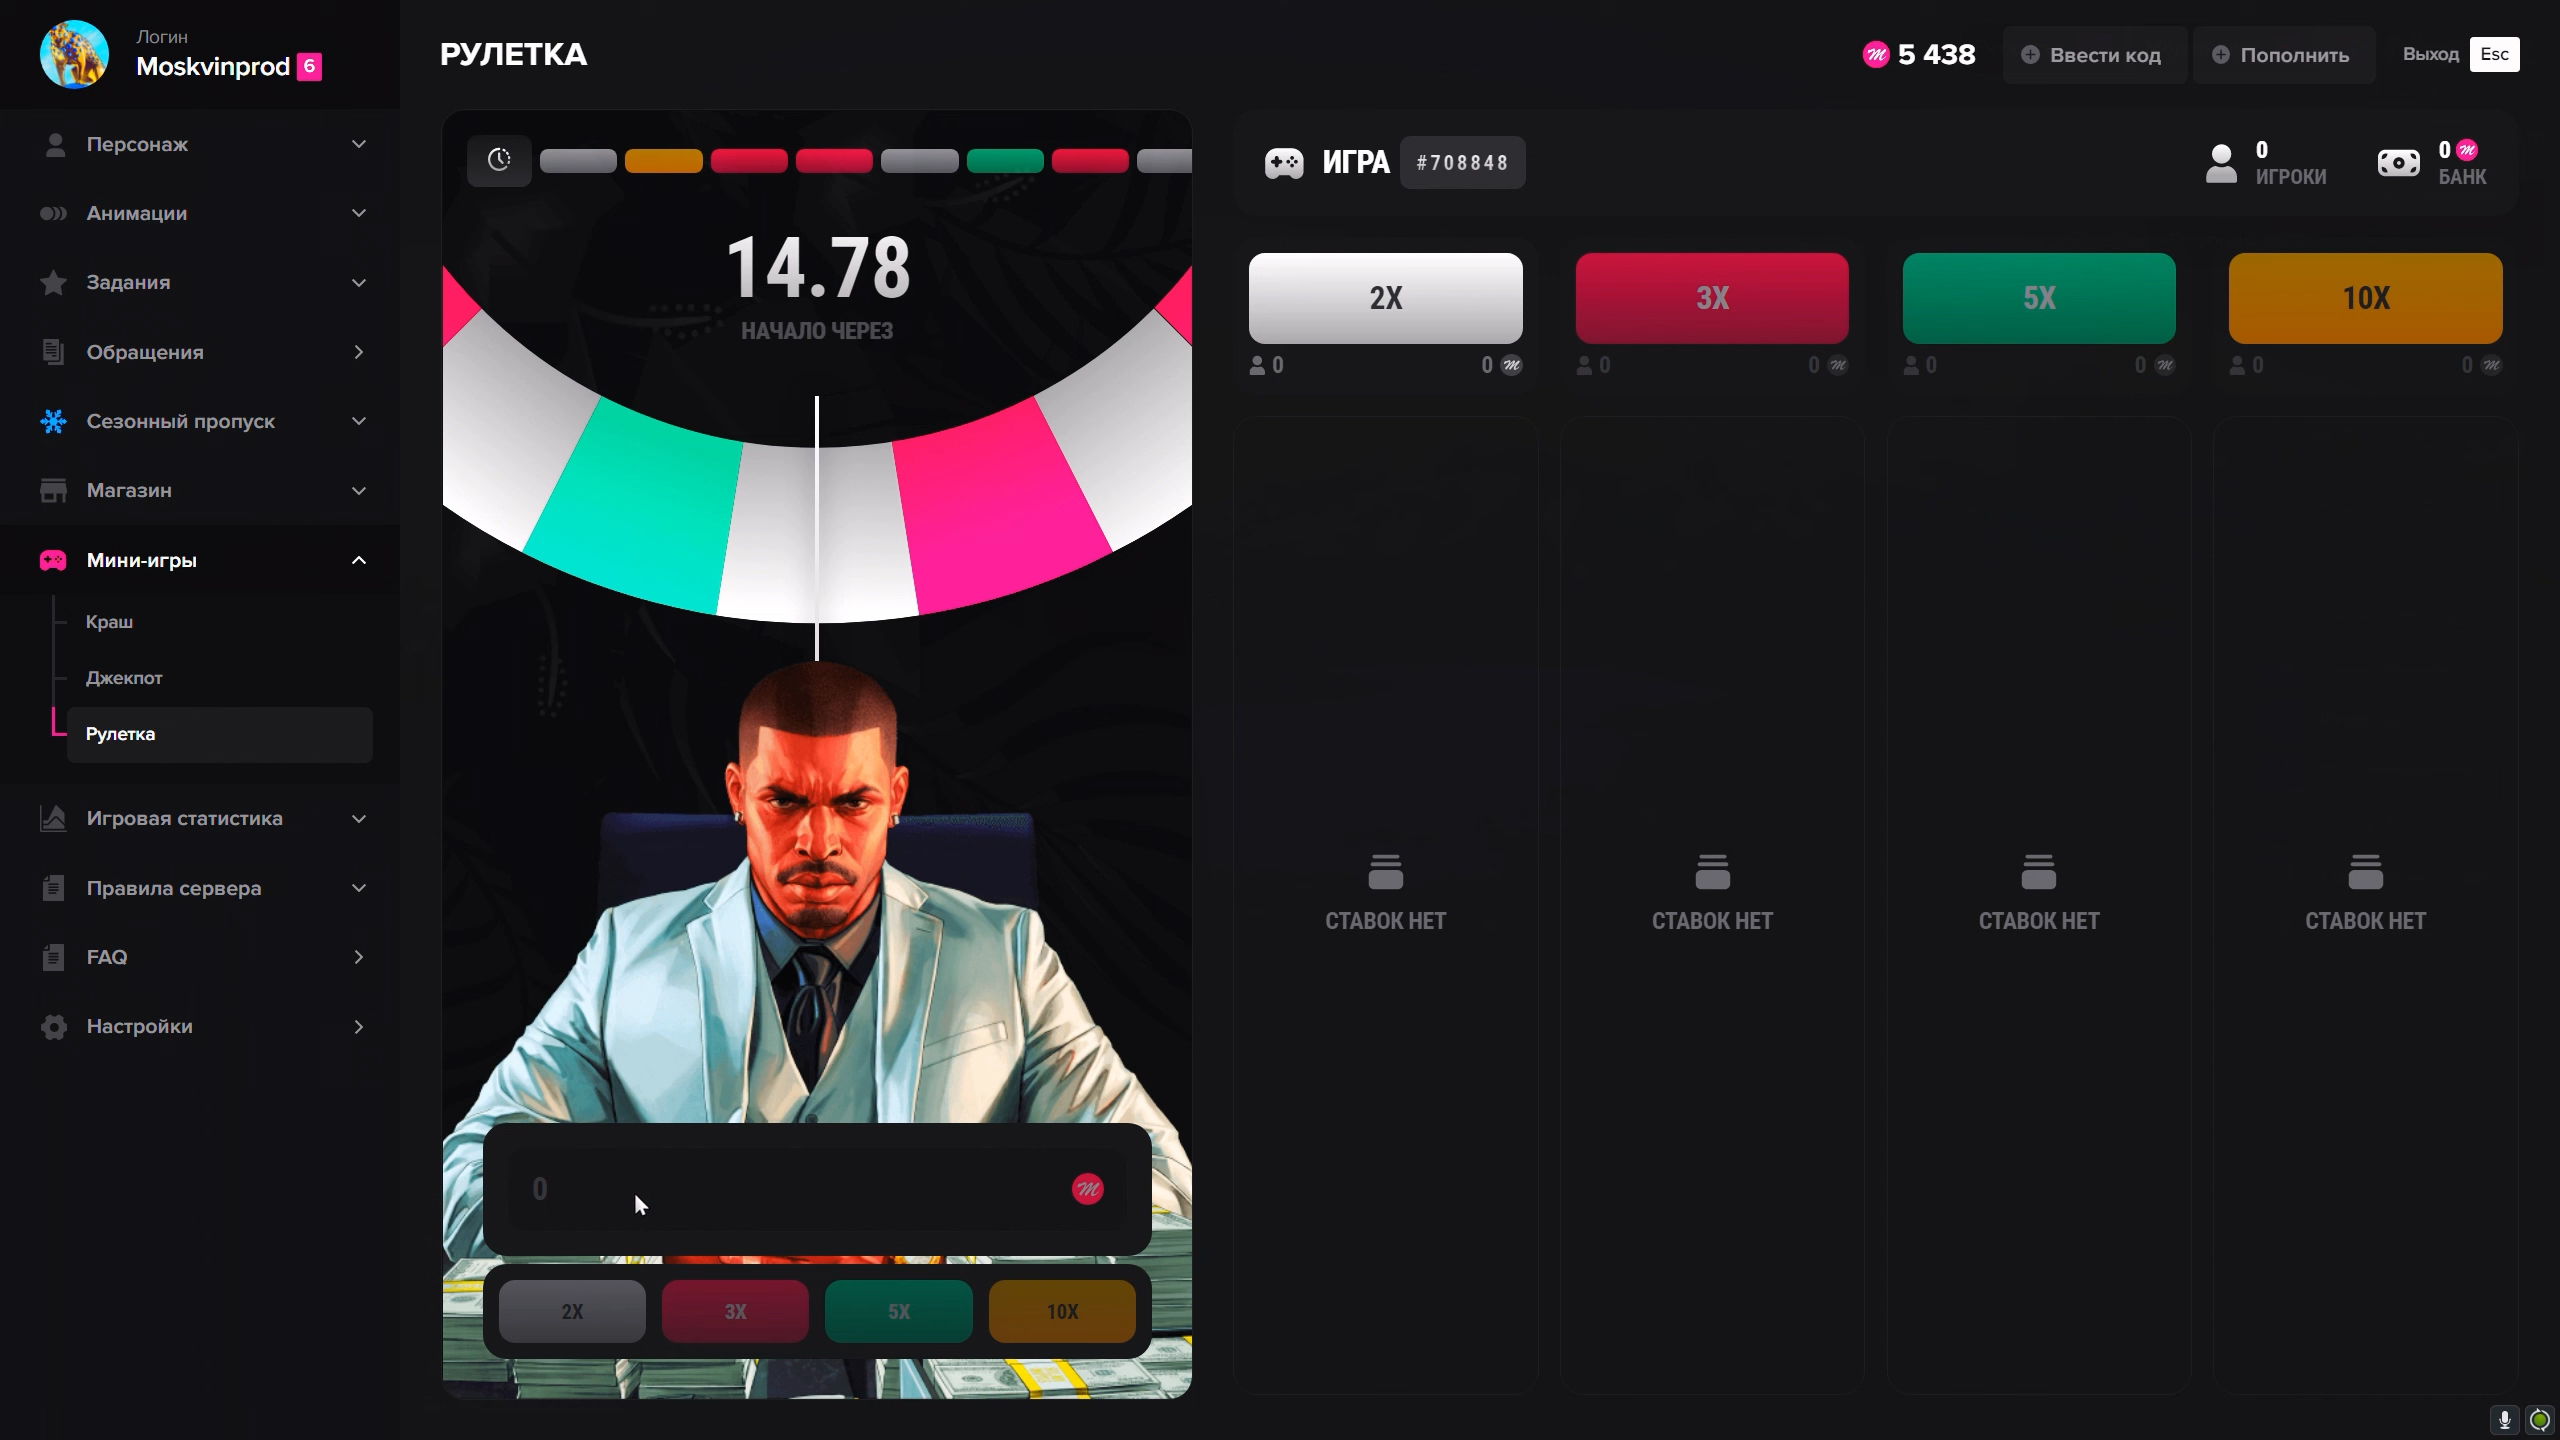 Логин
Moskvinprod 6
Персонаж
Анимации
Задания
Обращения
Сезонный пропуск
Магазин
Мини-игры
Краш
Джекпот
Рулетка
Игровая статистика
Правила сервера
FAQ
Настройки
РУЛЕТКА
5 438
Ввести код
Пополнить
Выход Esc
14.78
НАЧАЛО ЧЕРЕЗ
0
2X 3X 5X 10X
ИГРА #708848
0
ИГРОКИ
0
БАНК
2X 3X 5X 10X
0 0 0 0 0 0 0 0
СТАВОК НЕТ СТАВОК НЕТ СТАВОК НЕТ СТАВОК НЕТ